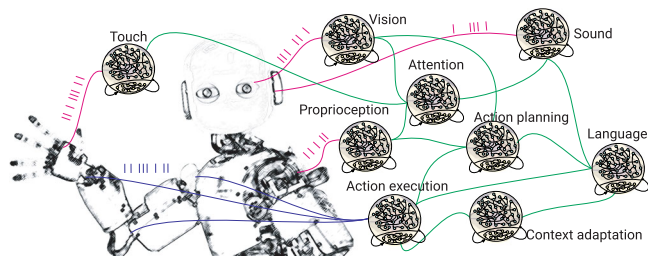 Vision
Touch
Sound
Attention
Proprioception
Action planning
Language
Action execution
Context adaptation